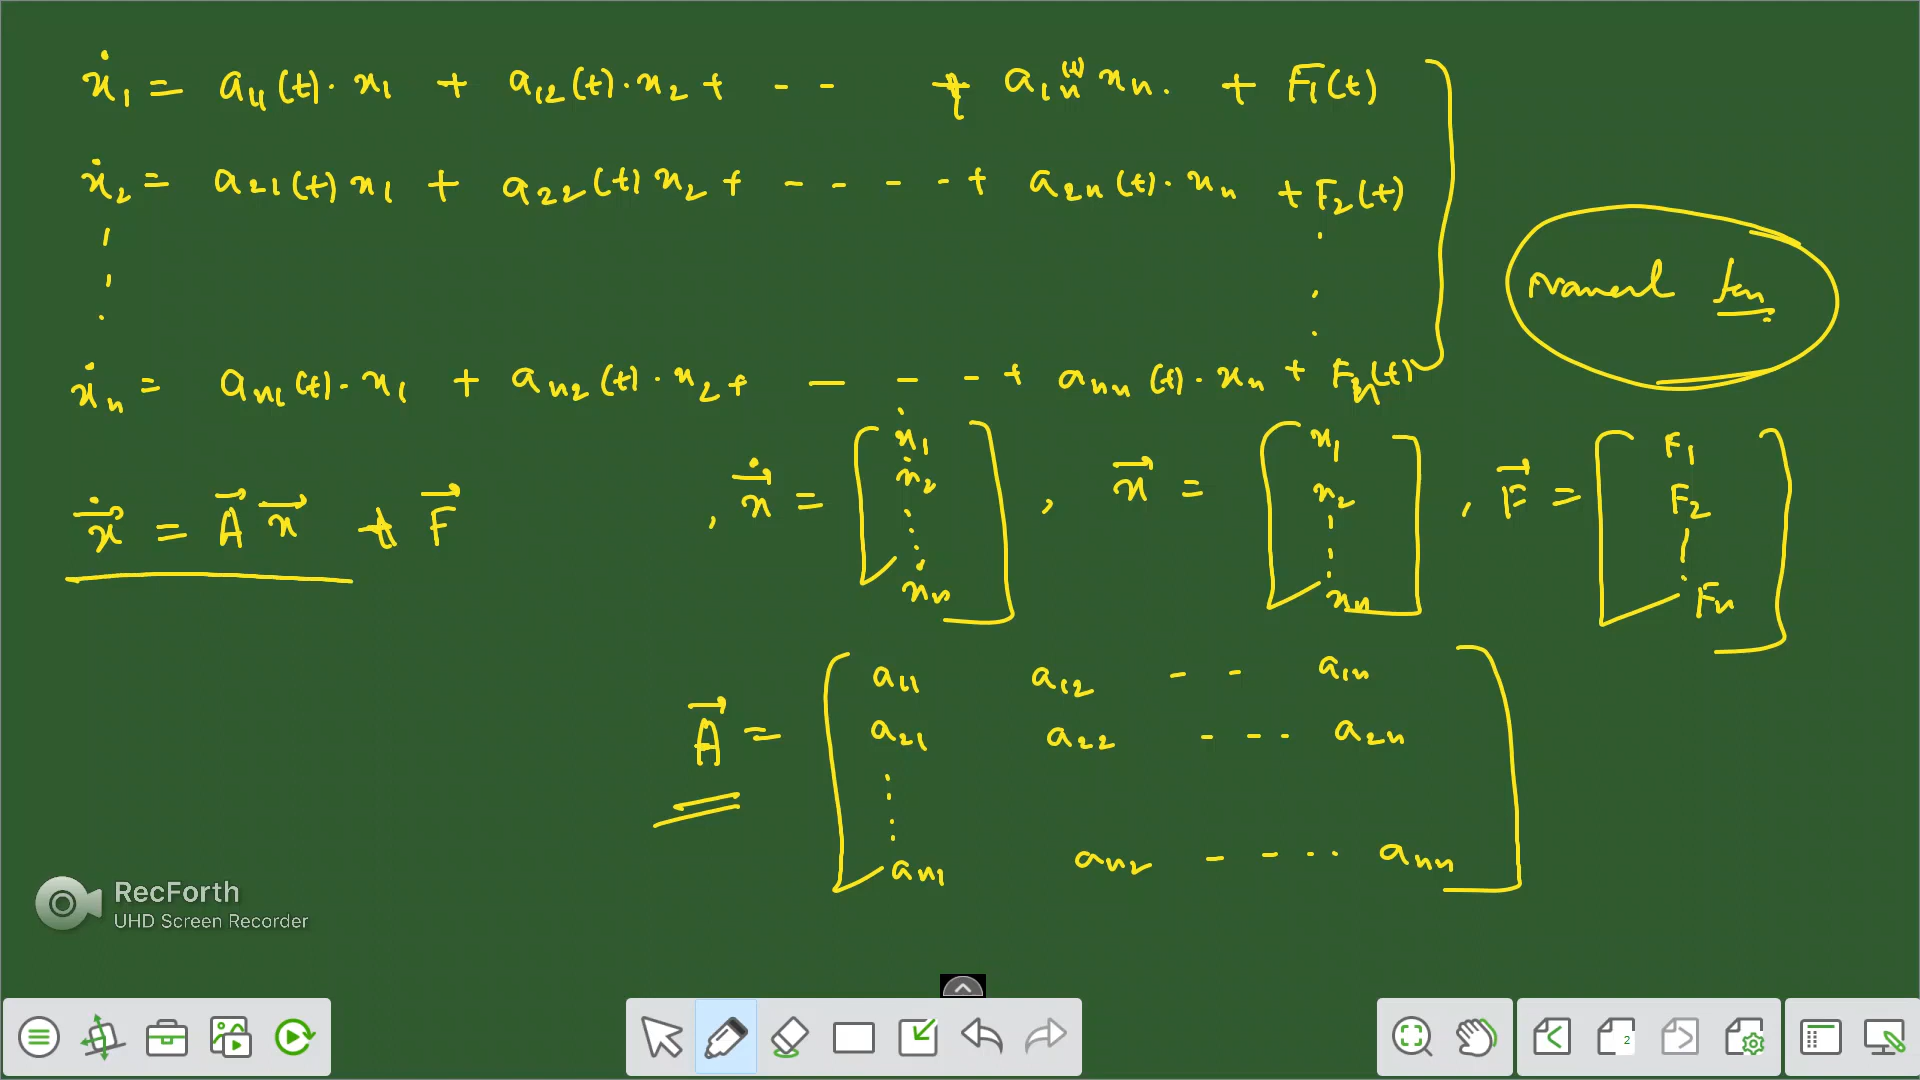 ẋ₁ = a₁₁(t)·x₁ + a₁₂(t)·x₂ + - - + a₁ₙ(t) xₙ. + F₁(t)
ẋ₂ = a₂₁(t) x₁ + a₂₂(t) x₂ + - - - - + a₂ₙ(t)·xₙ + F₂(t)
ẋₙ = aₙ₁(t)·x₁ + aₙ₂(t)·x₂ + - - - + aₙₙ(t)·xₙ + Fₙ(t)
x⃗̇ = A⃗ x⃗ + F⃗ , x⃗̇ = [ẋ₁ ẋ₂ ⋮ ẋₙ] , x⃗ = [x₁ x₂ ⋮ xₙ] , F⃗ = [F₁ F₂ ⋮ Fₙ]
A⃗ =
a₁₁ a₁₂ - - a₁ₙ
a₂₁ a₂₂ - - - a₂ₙ
⋮
aₙ₁ aₙ₂ - - · · aₙₙ
RecForth
UHD Screen Recorder
2